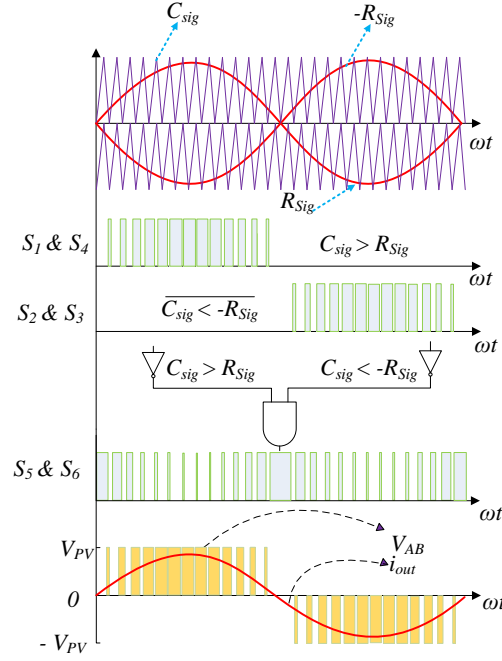 C_sig
-R_Sig
ωt
R_Sig
S_1 & S_4
C_sig > R_Sig
ωt
S_2 & S_3
C_sig < -R_Sig
ωt
C_sig > R_Sig
C_sig < -R_Sig
S_5 & S_6
ωt
V_PV
V_AB
i_out
0
ωt
- V_PV